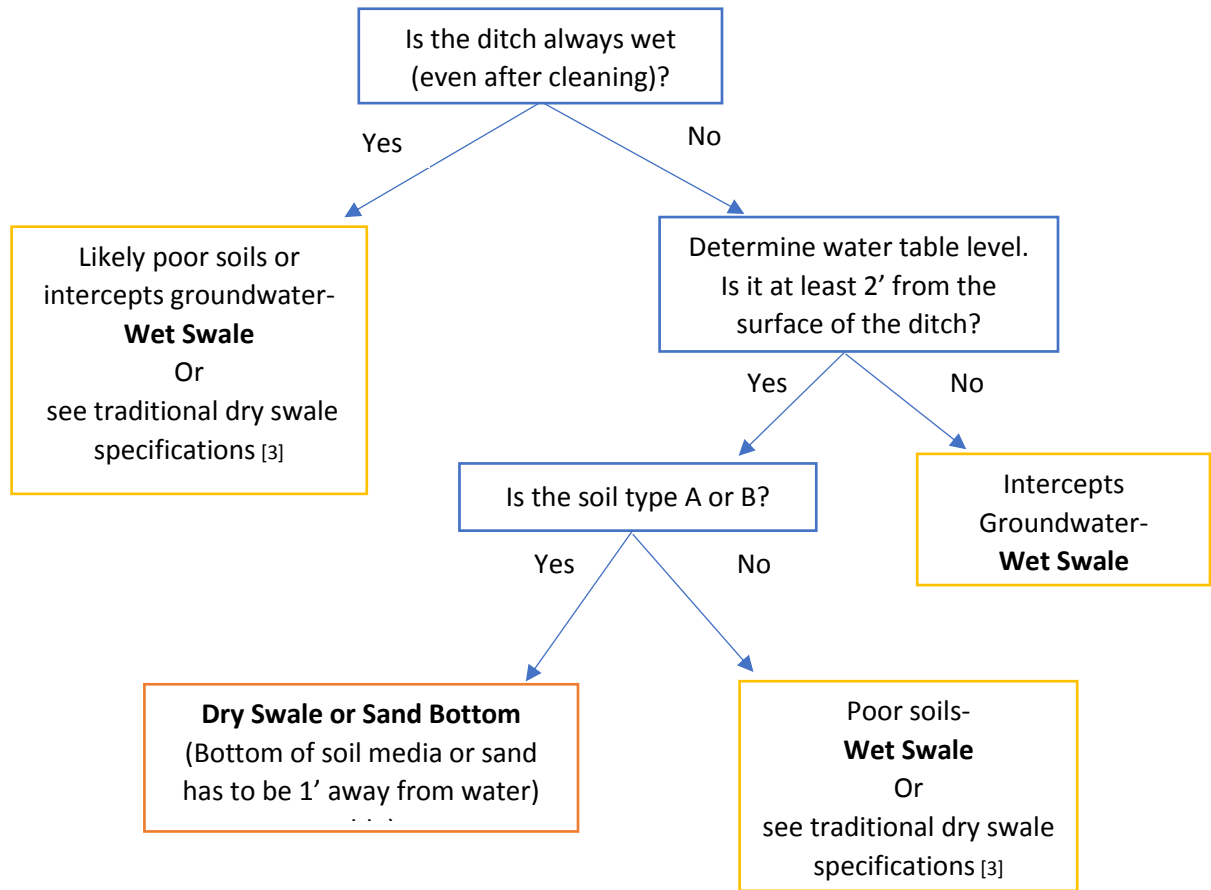 Is the ditch always wet
(even after cleaning)?
Yes
No
Likely poor soils or
intercepts groundwater-
Wet Swale
Or
see traditional dry swale
specifications [3]
Determine water table level.
Is it at least 2’ from the
surface of the ditch?
Yes
No
Is the soil type A or B?
Intercepts
Groundwater-
Wet Swale
Yes
No
Dry Swale or Sand Bottom
(Bottom of soil media or sand
has to be 1’ away from water)
Poor soils-
Wet Swale
Or
see traditional dry swale
specifications [3]